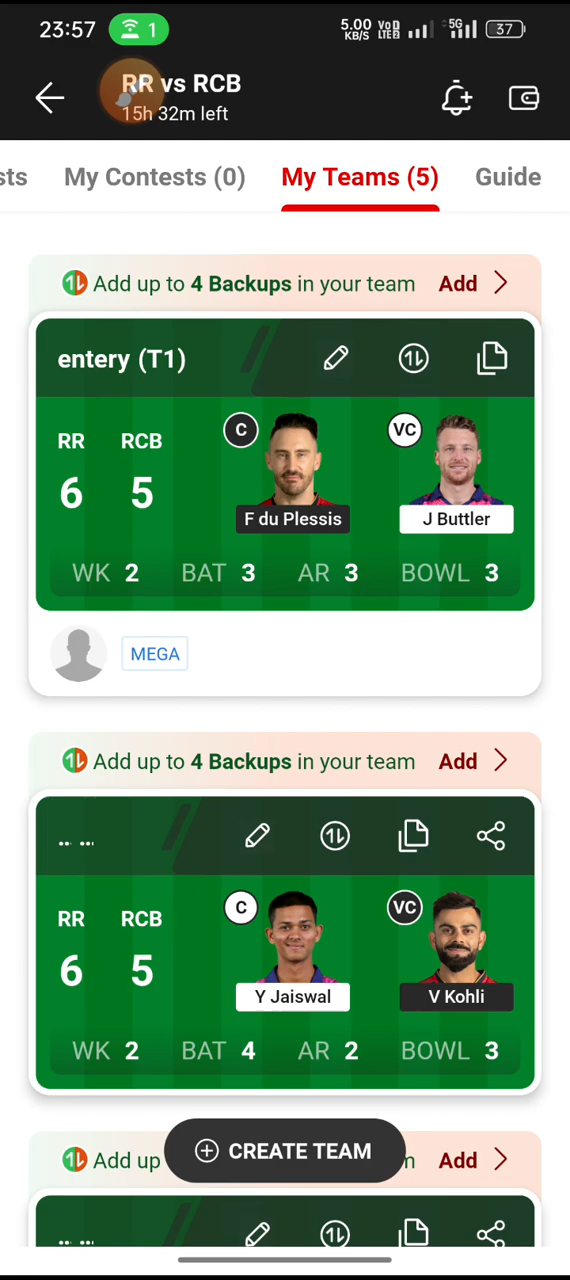 23:57 1 5.00 KB/S VoD LTE2 5G 37
RR vs RCB
15h 32m left
sts My Contests (0) My Teams (5) Guide
Add up to 4 Backups in your team Add
entery (T1)
C VC
RR RCB
6 5
F du Plessis J Buttler
WK 2 BAT 3 AR 3 BOWL 3
MEGA
Add up to 4 Backups in your team Add
.. ...
C VC
RR RCB
6 5
Y Jaiswal V Kohli
WK 2 BAT 4 AR 2 BOWL 3
Add up m Add
CREATE TEAM
.. ...